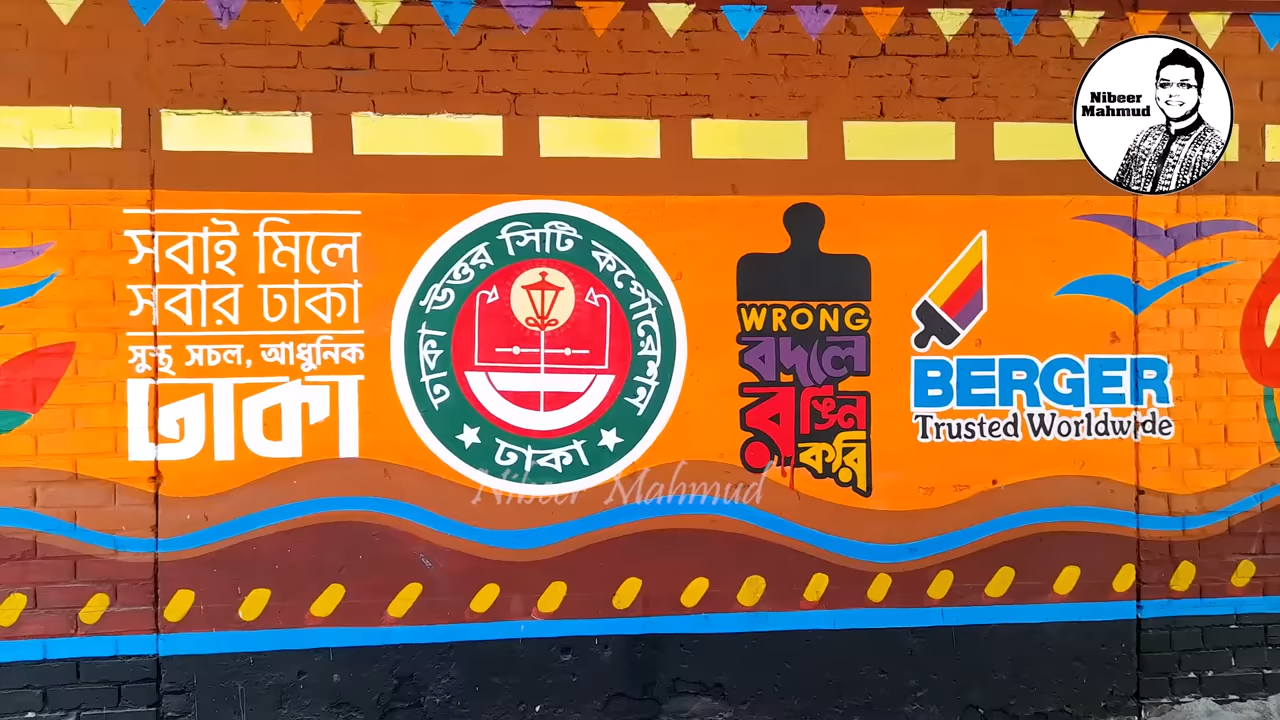 Nibeer
Mahmud
সবাই মিলে
সবার ঢাকা
সুস্থ সচল, আধুনিক
ঢাকা
ঢাকা উত্তর সিটি কর্পোরেশন
ঢাকা
WRONG
বদলে
রঙিন
করি
BERGER
Trusted Worldwide
Nibeer Mahmud